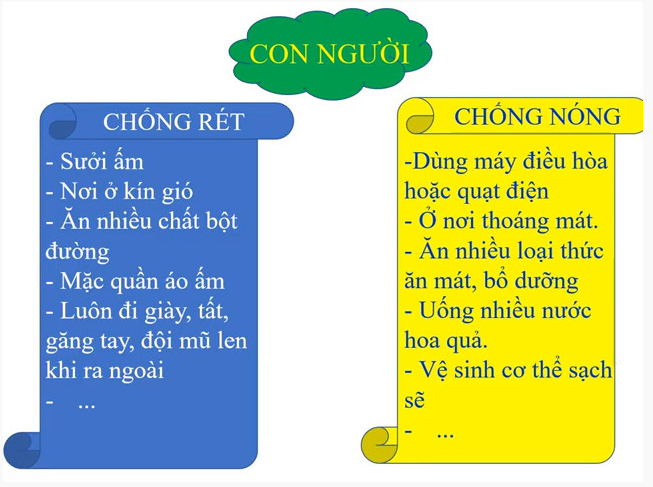 CON NGƯỜI
CHỐNG RÉT
- Sưởi ấm
- Nơi ở kín gió
- Ăn nhiều chất bột
đường
- Mặc quần áo ấm
- Luôn đi giày, tất,
găng tay, đội mũ len
khi ra ngoài
- ...
CHỐNG NÓNG
-Dùng máy điều hòa
hoặc quạt điện
- Ở nơi thoáng mát.
- Ăn nhiều loại thức
ăn mát, bổ dưỡng
- Uống nhiều nước
hoa quả.
- Vệ sinh cơ thể sạch
sẽ
- ...